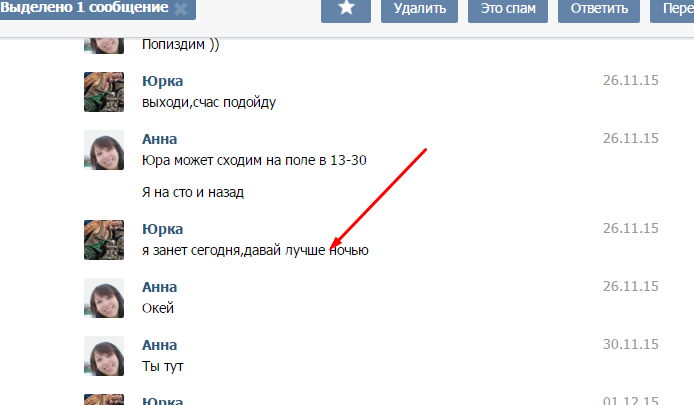 Выделено 1 сообщение
Удалить
Это спам
Ответить
Пере
Попиздим ))
Юрка
26.11.15
выходи,счас подойду
Анна
26.11.15
Юра может сходим на поле в 13-30
Я на сто и назад
Юрка
26.11.15
я занет сегодня,давай лучше ночью
Анна
26.11.15
Окей
Анна
30.11.15
Ты тут
Юрка
01.12.15